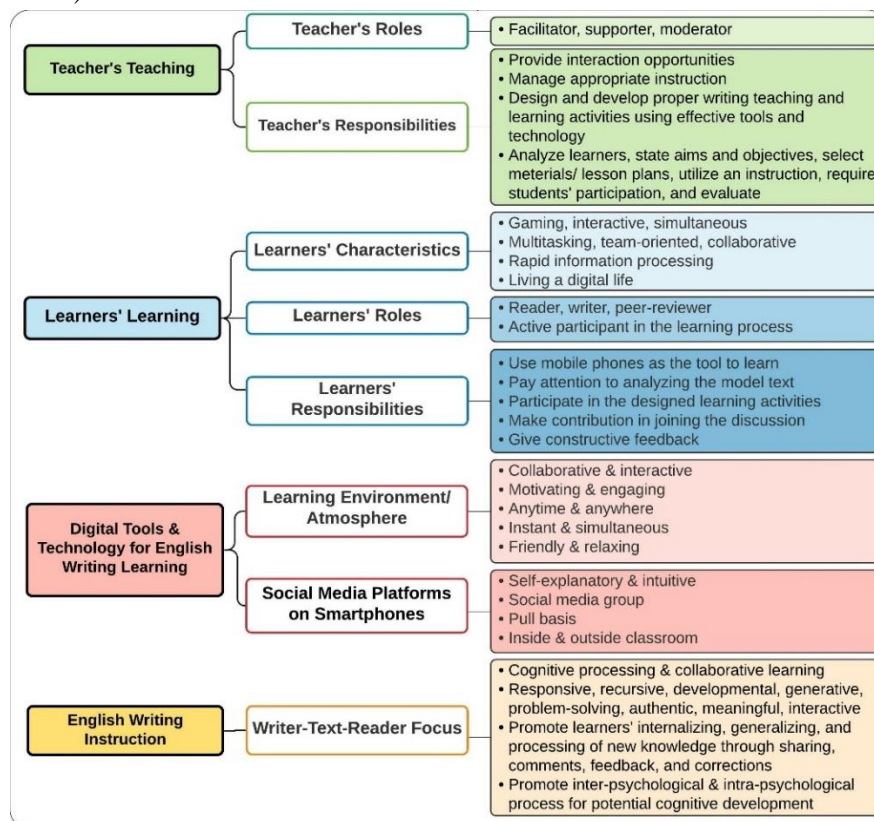 Teacher's Teaching
Teacher's Roles
• Facilitator, supporter, moderator
Teacher's Responsibilities
• Provide interaction opportunities
• Manage appropriate instruction
• Design and develop proper writing teaching and
learning activities using effective tools and
technology
• Analyze learners, state aims and objectives, select
meterials/ lesson plans, utilize an instruction, require
students' participation, and evaluate
Learners' Learning
Learners' Characteristics
• Gaming, interactive, simultaneous
• Multitasking, team-oriented, collaborative
• Rapid information processing
• Living a digital life
Learners' Roles
• Reader, writer, peer-reviewer
• Active participant in the learning process
Learners'
Responsibilities
• Use mobile phones as the tool to learn
• Pay attention to analyzing the model text
• Participate in the designed learning activities
• Make contribution in joining the discussion
• Give constructive feedback
Digital Tools &
Technology for English
Writing Learning
Learning Environment/
Atmosphere
• Collaborative & interactive
• Motivating & engaging
• Anytime & anywhere
• Instant & simultaneous
• Friendly & relaxing
Social Media Platforms
on Smartphones
• Self-explanatory & intuitive
• Social media group
• Pull basis
• Inside & outside classroom
English Writing
Instruction
Writer-Text-Reader Focus
• Cognitive processing & collaborative learning
• Responsive, recursive, developmental, generative,
problem-solving, authentic, meaningful, interactive
• Promote learners' internalizing, generalizing, and
processing of new knowledge through sharing,
comments, feedback, and corrections
• Promote inter-psychological & intra-psychological
process for potential cognitive development